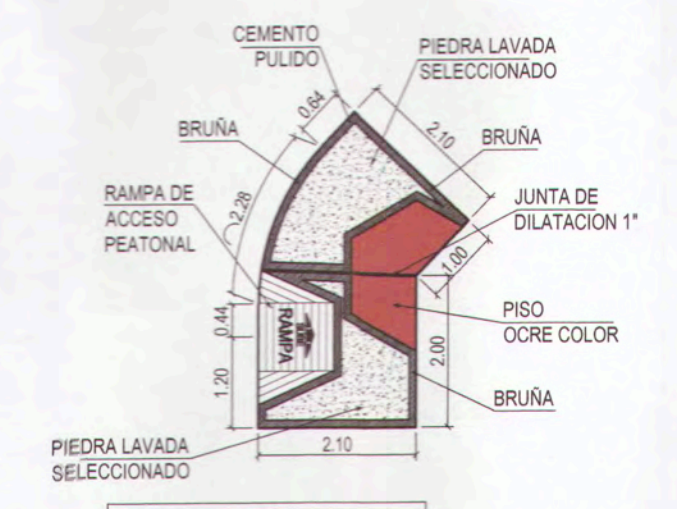 CEMENTO
PULIDO
PIEDRA LAVADA
SELECCIONADO
0.64
2.10
BRUÑA
BRUÑA
RAMPA DE
ACCESO
PEATONAL
2.28
JUNTA DE
DILATACION 1"
1.00
0.44
RAMPA
PISO
OCRE COLOR
2.00
1.20
BRUÑA
PIEDRA LAVADA
SELECCIONADO
2.10